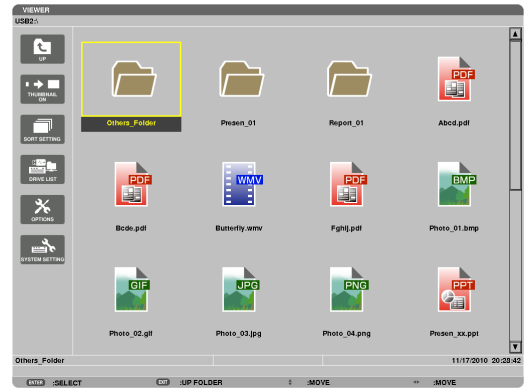 VIEWER
USB2:\
UP
THUMBNAIL
ON
SORT SETTING
DRIVE LIST
OPTIONS
SYSTEM SETTING
Others_Folder
Presen_01
Report_01
PDF
Abcd.pdf
PDF
Bcde.pdf
WMV
Butterfly.wmv
PDF
Fghij.pdf
BMP
Photo_01.bmp
GIF
Photo_02.gif
JPG
Photo_03.jpg
PNG
Photo_04.png
PPT
Presen_xx.ppt
Others_Folder 11/17/2010 20:28:42
ENTER :SELECT EXIT :UP FOLDER :MOVE :MOVE